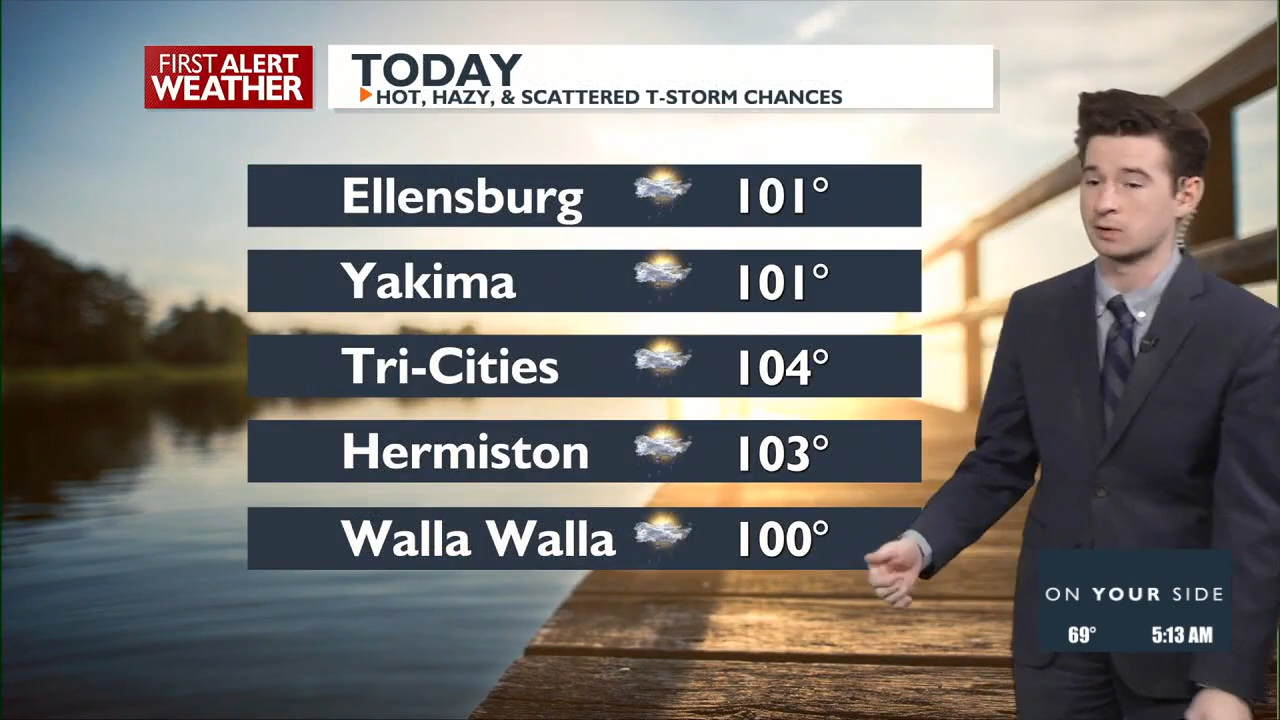 FIRST ALERT
WEATHER
TODAY
HOT, HAZY, & SCATTERED T-STORM CHANCES
Ellensburg 101°
Yakima 101°
Tri-Cities 104°
Hermiston 103°
Walla Walla 100°
ON YOUR SIDE
69° 5:13 AM